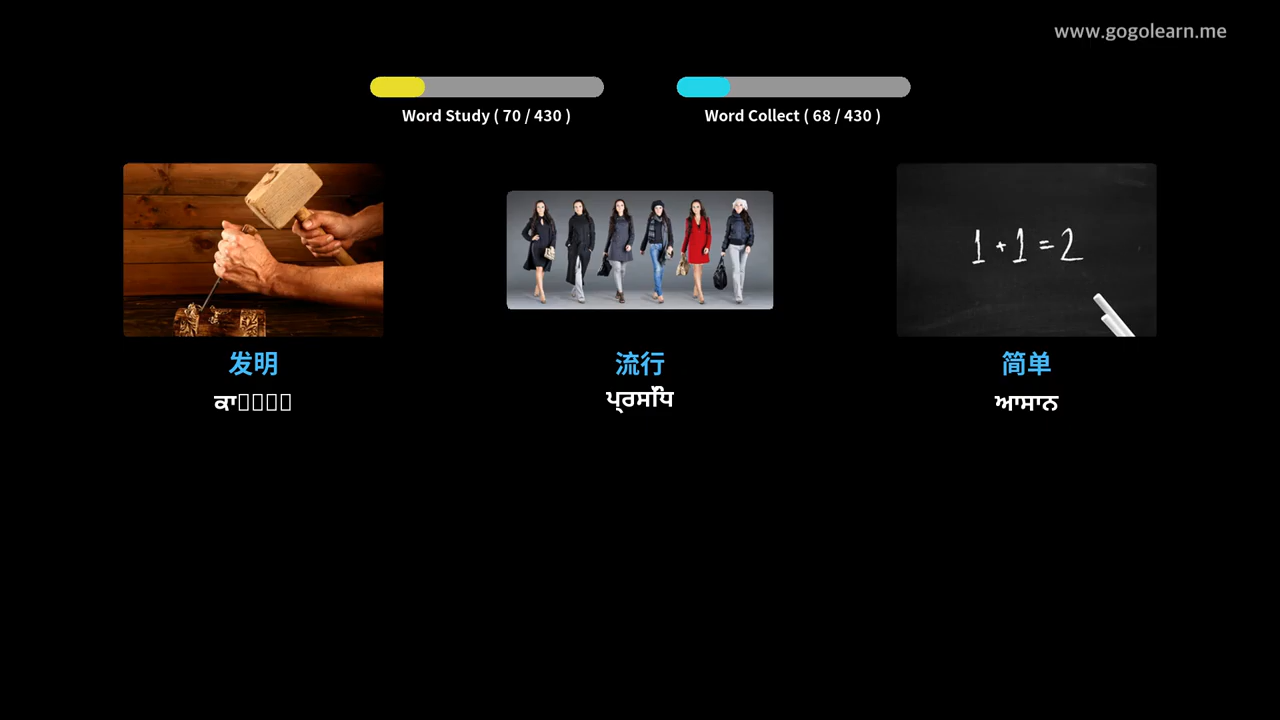 www.gogolearn.me
Word Study ( 70 / 430 )
Word Collect ( 68 / 430 )
1 + 1 = 2
发明
流行
简单
ਆਸਾਨ